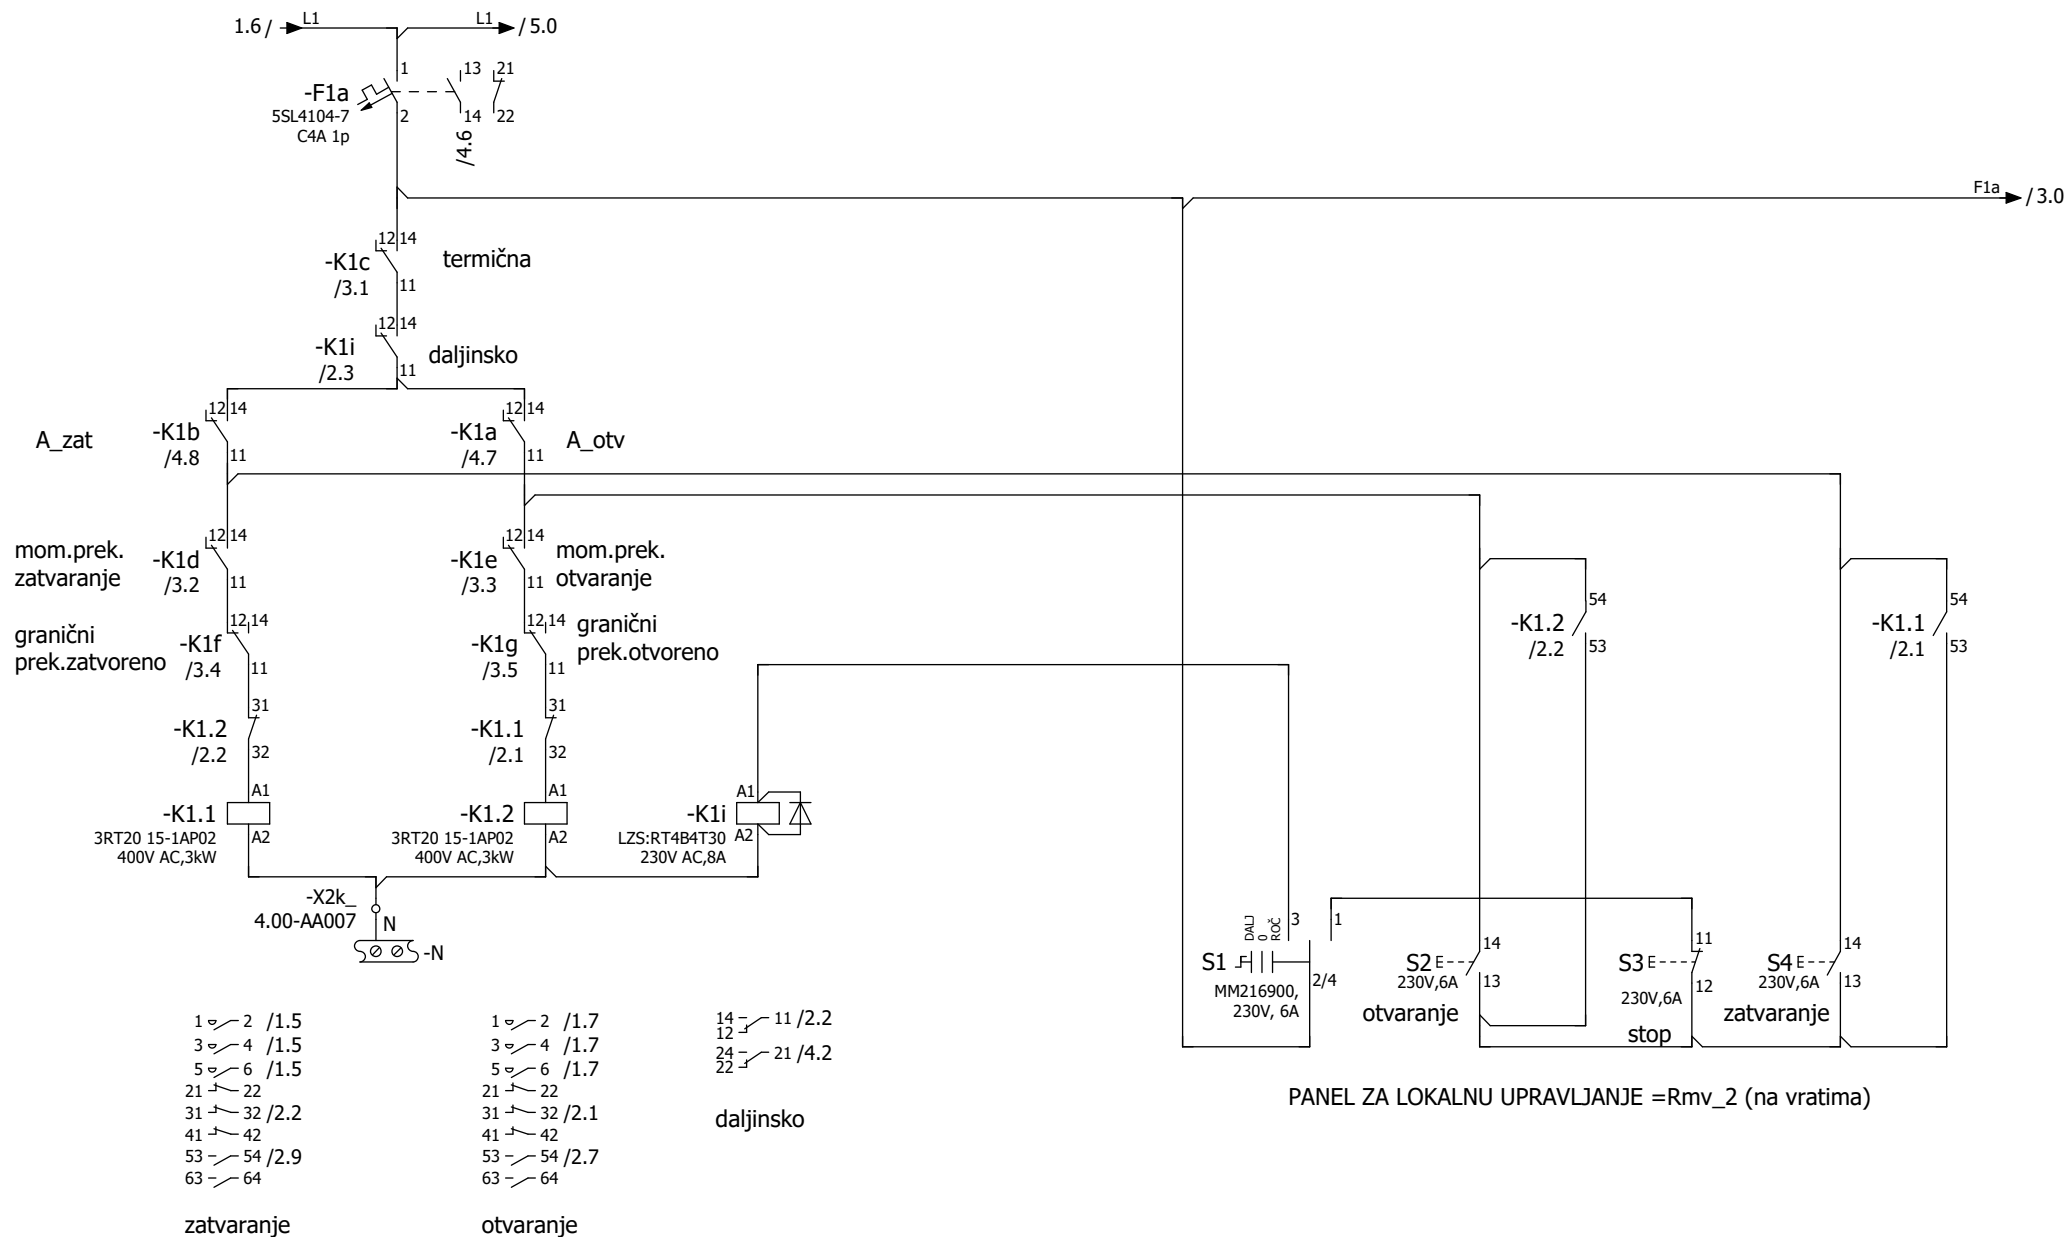 1.6 / L1 L1 / 5.0
1 13 21
-F1a
5SL4104-7 2 14 22
C4A 1p
/4.6
F1a / 3.0
12 14
-K1c termična
/3.1 11
12 14
-K1i daljinsko
/2.3 11
12 14 12 14
A_zat -K1b -K1a A_otv
/4.8 11 /4.7 11
12 14 12 14
mom.prek. mom.prek.
zatvaranje -K1d -K1e otvaranje
/3.2 11 /3.3 11
12 14 12 14
granični granični
prek.zatvoreno -K1f -K1g prek.otvoreno
/3.4 11 /3.5 11
54 54
-K1.2 -K1.1
/2.2 53 /2.1 53
31 31
-K1.2 -K1.1
/2.2 32 /2.1 32
A1 A1 A1
-K1.1 -K1.2 -K1i
3RT20 15-1AP02 A2 3RT20 15-1AP02 A2 LZS:RT4B4T30 A2
400V AC,3kW 400V AC,3kW 230V AC,8A
-X2k_
4.00-AA007 N
-N
DALJ
0
ROČ
3 1
S1 2/4
MM216900,
230V, 6A
14
S2 E
230V,6A 13
otvaranje
11
S3 E
230V,6A 12
stop
14
S4 E
230V,6A 13
zatvaranje
1 2 /1.5
3 4 /1.5
5 6 /1.5
21 22
31 32 /2.2
41 42
53 54 /2.9
63 64
zatvaranje
1 2 /1.7
3 4 /1.7
5 6 /1.7
21 22
31 32 /2.1
41 42
53 54 /2.7
63 64
otvaranje
14 11 /2.2
12
24 21 /4.2
22
daljinsko
PANEL ZA LOKALNU UPRAVLJANJE =Rmv_2 (na vratima)